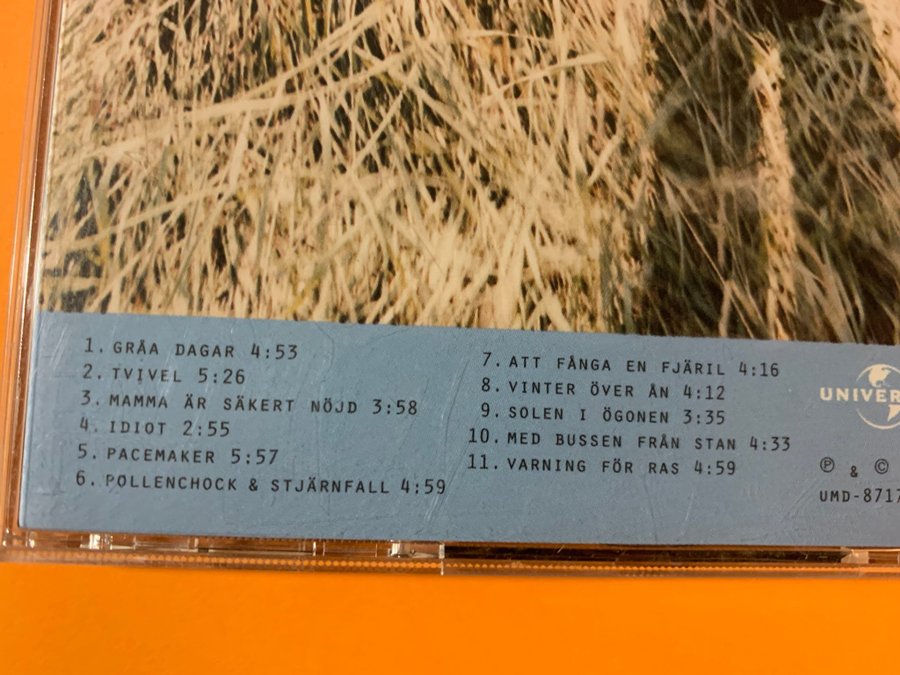 1. GRÅA DAGAR 4:53
2. TVIVEL 5:26
3. MAMMA ÄR SÄKERT NÖJD 3:58
4. IDIOT 2:55
5. PACEMAKER 5:57
6. POLLENCHOCK & STJÄRNFALL 4:59
7. ATT FÅNGA EN FJÄRIL 4:16
8. VINTER ÖVER ÅN 4:12
9. SOLEN I ÖGONEN 3:35
10. MED BUSSEN FRÅN STAN 4:33
11. VARNING FÖR RAS 4:59
UNIVER
℗ & ©
UMD-8717